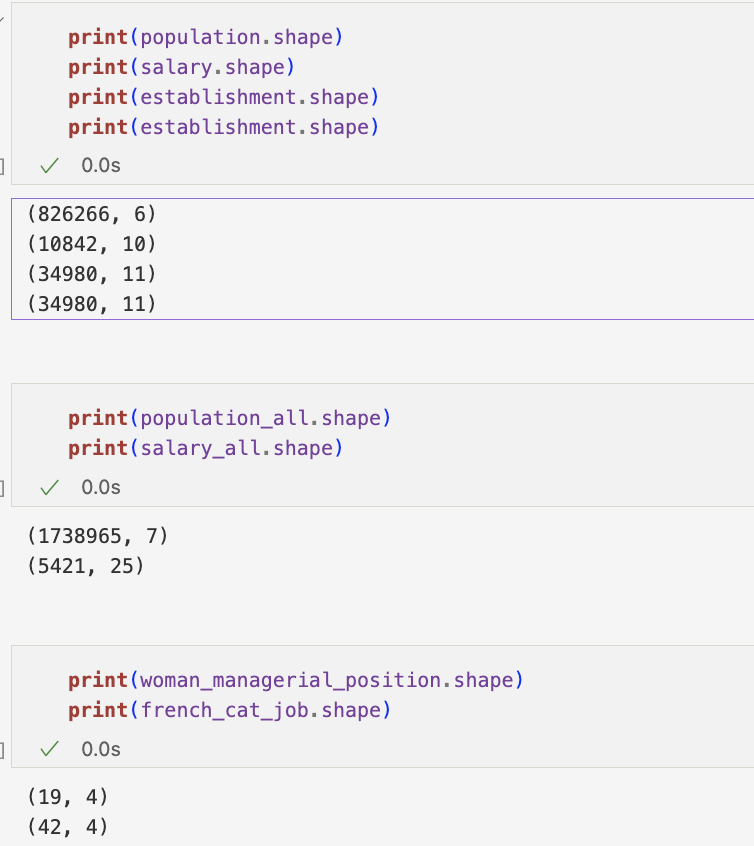 print(population.shape)
print(salary.shape)
print(establishment.shape)
print(establishment.shape)
] ✓ 0.0s
(826266, 6)
(10842, 10)
(34980, 11)
(34980, 11)
print(population_all.shape)
print(salary_all.shape)
] ✓ 0.0s
(1738965, 7)
(5421, 25)
print(woman_managerial_position.shape)
print(french_cat_job.shape)
] ✓ 0.0s
(19, 4)
(42, 4)